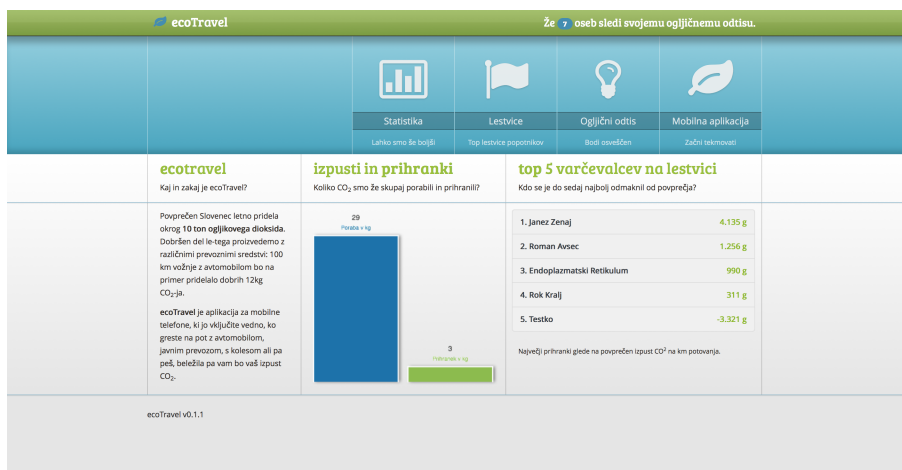 ecoTravel
Že 7 oseb sledi svojemu ogljičnemu odtisu.
Statistika
Lestvice
Ogljični odtis
Mobilna aplikacija
Lahko smo še boljši
Top lestvice popotnikov
Bodi osveščen
Začni tekmovati
ecotravel
Kaj in zakaj je ecoTravel?
izpusti in prihranki
Koliko CO₂ smo že skupaj porabili in prihranili?
top 5 varčevalcev na lestvici
Kdo se je do sedaj najbolj odmaknil od povprečja?
Povprečen Slovenec letno pridela
okrog 10 ton ogljikovega dioksida.
Dobršen del le-tega proizvedemo z
različnimi prevoznimi sredstvi: 100
km vožnje z avtomobilom bo na
primer pridelalo dobrih 12kg
CO₂-ja.
ecoTravel je aplikacija za mobilne
telefone, ki jo vključite vedno, ko
greste na pot z avtomobilom,
javnim prevozom, s kolesom ali pa
peš, beležila pa vam bo vaš izpust
CO₂.
29
Poraba v kg
3
Prihranek v kg
1. Janez Zenaj 4.135 g
2. Roman Avsec 1.256 g
3. Endoplazmatski Retikulum 990 g
4. Rok Kralj 311 g
5. Testko -3.321 g
Največji prihranki glede na povprečen izpust CO² na km potovanja.
ecoTravel v0.1.1